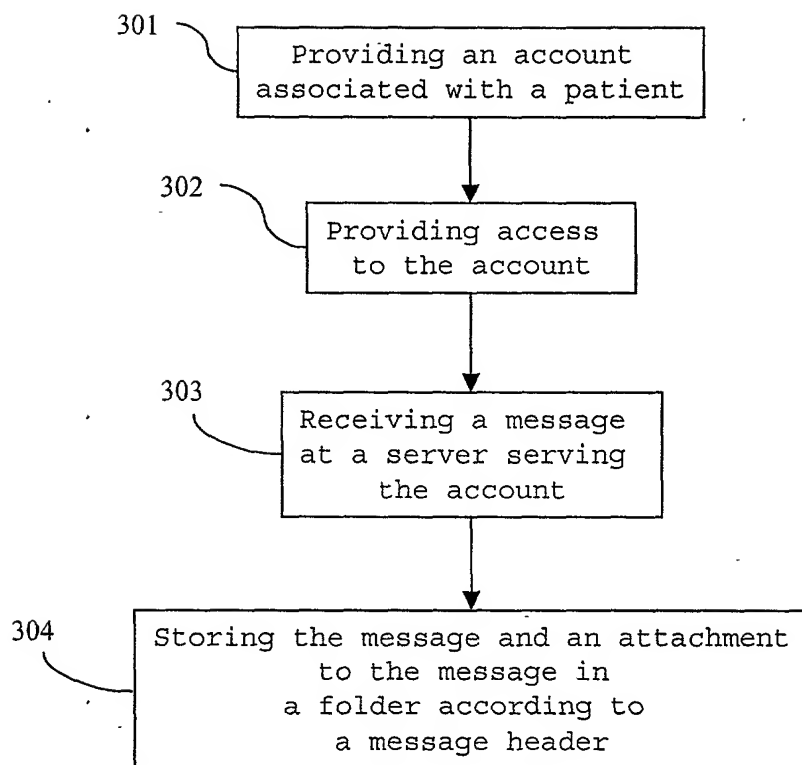 301
Providing an account
associated with a patient
302
Providing access
to the account
303
Receiving a message
at a server serving
the account
304
Storing the message and an attachment
to the message in
a folder according to
a message header